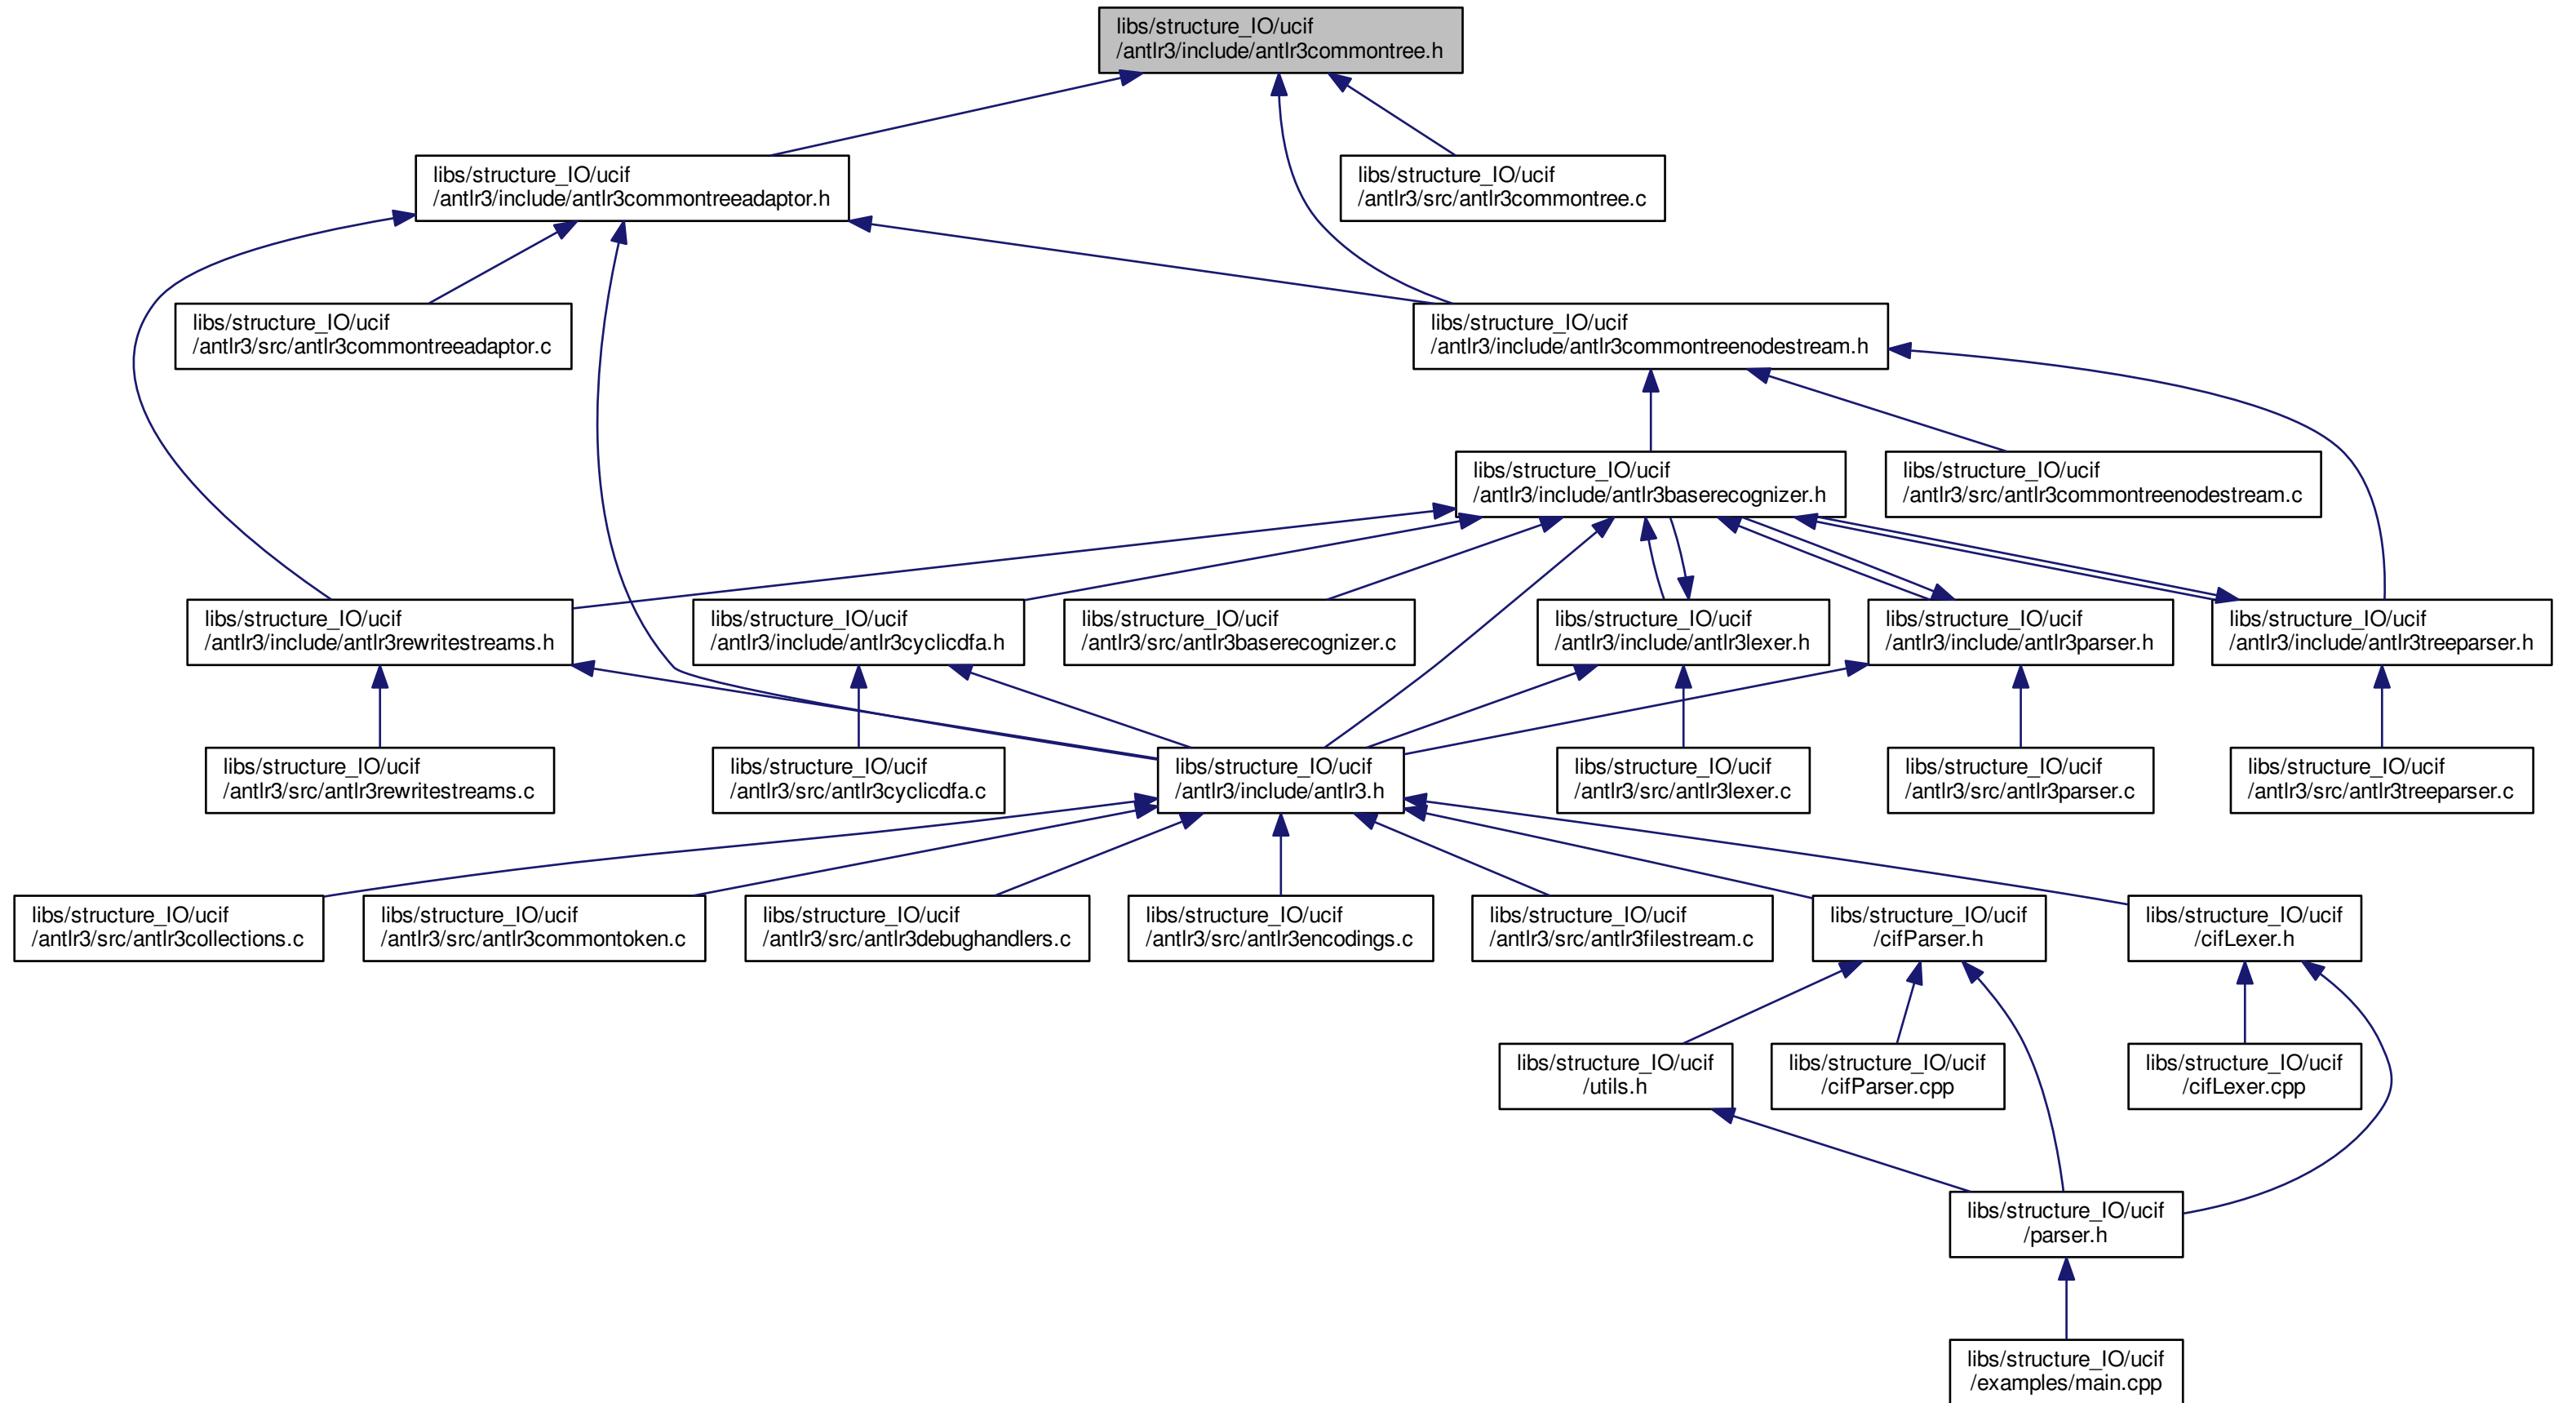 libs/structure_IO/ucif
/antlr3/include/antlr3commontree.h
libs/structure_IO/ucif
/antlr3/include/antlr3commontreeadaptor.h
libs/structure_IO/ucif
/antlr3/src/antlr3commontree.c
libs/structure_IO/ucif
/antlr3/src/antlr3commontreeadaptor.c
libs/structure_IO/ucif
/antlr3/include/antlr3commontreenodestream.h
libs/structure_IO/ucif
/antlr3/include/antlr3baserecognizer.h
libs/structure_IO/ucif
/antlr3/src/antlr3commontreenodestream.c
libs/structure_IO/ucif
/antlr3/include/antlr3rewritestreams.h
libs/structure_IO/ucif
/antlr3/include/antlr3cyclicdfa.h
libs/structure_IO/ucif
/antlr3/src/antlr3baserecognizer.c
libs/structure_IO/ucif
/antlr3/include/antlr3lexer.h
libs/structure_IO/ucif
/antlr3/include/antlr3parser.h
libs/structure_IO/ucif
/antlr3/include/antlr3treeparser.h
libs/structure_IO/ucif
/antlr3/src/antlr3rewritestreams.c
libs/structure_IO/ucif
/antlr3/src/antlr3cyclicdfa.c
libs/structure_IO/ucif
/antlr3/include/antlr3.h
libs/structure_IO/ucif
/antlr3/src/antlr3lexer.c
libs/structure_IO/ucif
/antlr3/src/antlr3parser.c
libs/structure_IO/ucif
/antlr3/src/antlr3treeparser.c
libs/structure_IO/ucif
/antlr3/src/antlr3collections.c
libs/structure_IO/ucif
/antlr3/src/antlr3commontoken.c
libs/structure_IO/ucif
/antlr3/src/antlr3debughandlers.c
libs/structure_IO/ucif
/antlr3/src/antlr3encodings.c
libs/structure_IO/ucif
/antlr3/src/antlr3filestream.c
libs/structure_IO/ucif
/cifParser.h
libs/structure_IO/ucif
/cifLexer.h
libs/structure_IO/ucif
/utils.h
libs/structure_IO/ucif
/cifParser.cpp
libs/structure_IO/ucif
/cifLexer.cpp
libs/structure_IO/ucif
/parser.h
libs/structure_IO/ucif
/examples/main.cpp